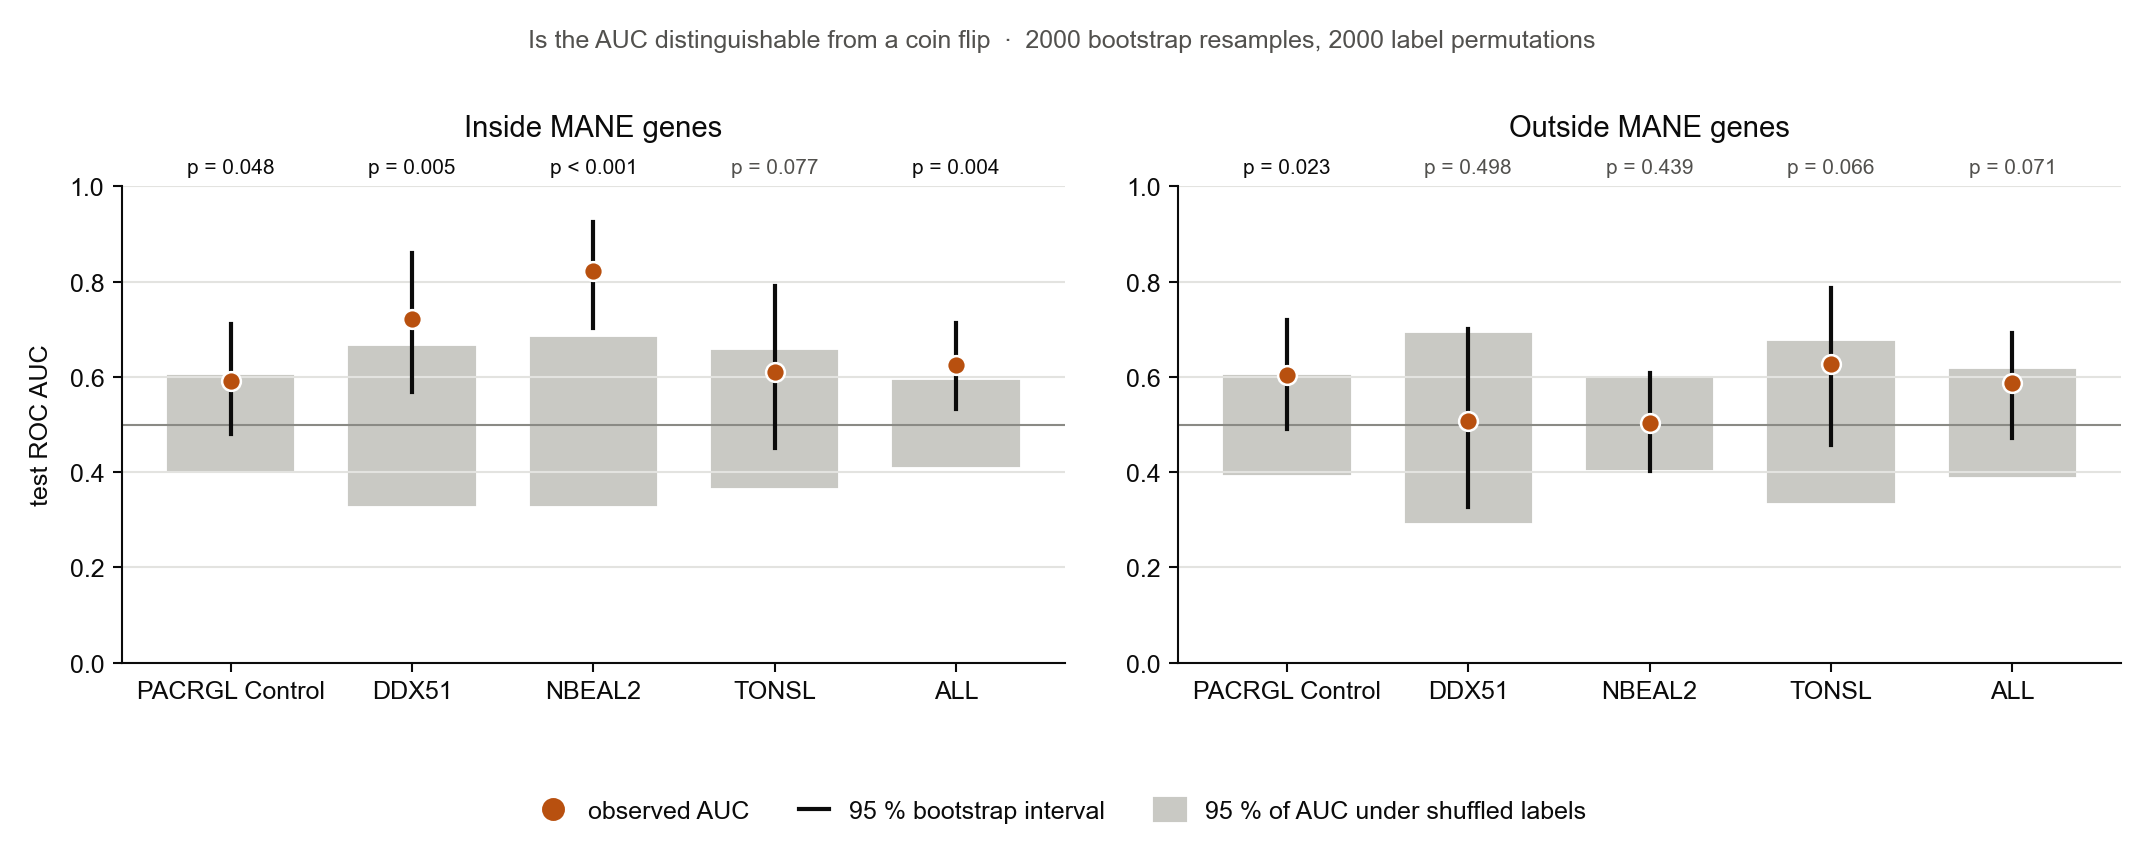 Is the AUC distinguishable from a coin flip · 2000 bootstrap resamples, 2000 label permutations
Inside MANE genes
p = 0.048 p = 0.005 p < 0.001 p = 0.077 p = 0.004
1.0
0.8
0.6
0.4
0.2
0.0
test ROC AUC
PACRGL Control DDX51 NBEAL2 TONSL ALL
Outside MANE genes
p = 0.023 p = 0.498 p = 0.439 p = 0.066 p = 0.071
1.0
0.8
0.6
0.4
0.2
0.0
PACRGL Control DDX51 NBEAL2 TONSL ALL
observed AUC 95 % bootstrap interval 95 % of AUC under shuffled labels